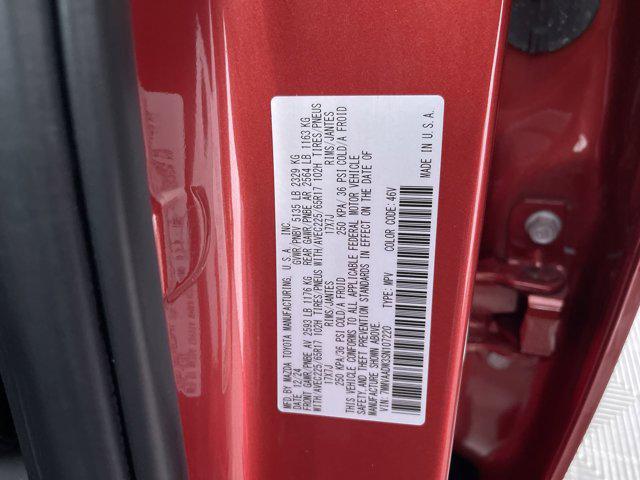 MFD. BY MAZDA TOYOTA MANUFACTURING, U.S.A. INC.
DATE: 12/24 GVWR/PNBV 5135 LB 2329 KG
FRONT GAWR/PNBE AV 2593 LB 1176 KG REAR GAWR/PNBE AR 2564 LB 1163 KG
WITH/AVEC225/65R17 102H TIRES/PNEUS WITH/AVEC225/65R17 102H TIRES/PNEUS
17X7J RIMS/JANTES 17X7J RIMS/JANTES
250 KPA/36 PSI COLD/A FROID 250 KPA/ 36 PSI COLD/A FROID
THIS VEHICLE CONFORMS TO ALL APPLICABLE FEDERAL MOTOR VEHICLE
SAFETY AND THEFT PREVENTION STANDARDS IN EFFECT ON THE DATE OF
MANUFACTURE SHOWN ABOVE.
VIN: 7MMVAADW3SN107220 TYPE: MPV COLOR CODE: 46V
MADE IN U.S.A.